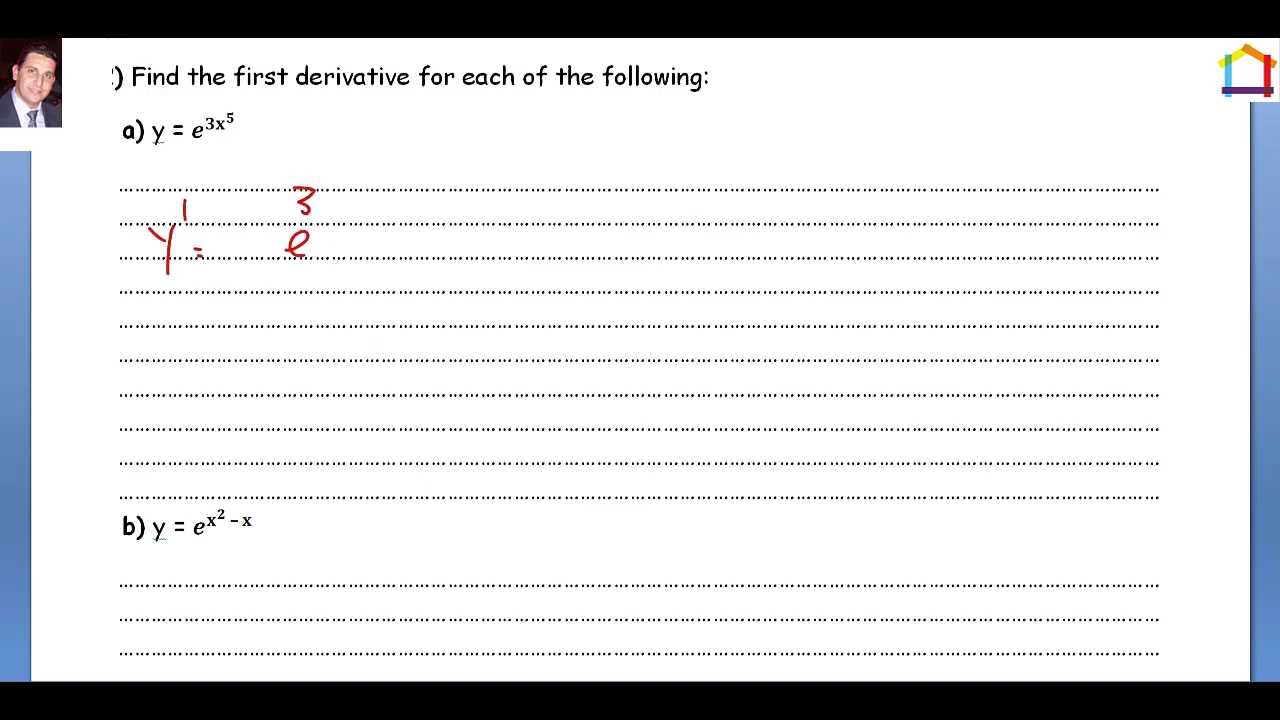 ) Find the first derivative for each of the following:
a) y = e^{3x^5}
y' = e^3
b) y = e^{x^2 – x}